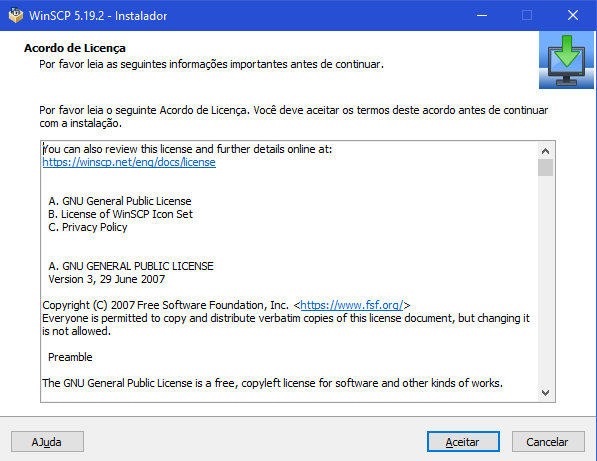 WinSCP 5.19.2 - Instalador
Acordo de Licença
Por favor leia as seguintes informações importantes antes de continuar.
Por favor leia o seguinte Acordo de Licença. Você deve aceitar os termos deste acordo antes de continuar
com a instalação.
You can also review this license and further details online at:
https://winscp.net/eng/docs/license
A. GNU General Public License
B. License of WinSCP Icon Set
C. Privacy Policy
A. GNU GENERAL PUBLIC LICENSE
Version 3, 29 June 2007
Copyright (C) 2007 Free Software Foundation, Inc. <https://www.fsf.org/>
Everyone is permitted to copy and distribute verbatim copies of this license document, but changing it
is not allowed.
Preamble
The GNU General Public License is a free, copyleft license for software and other kinds of works.
AJuda
Aceitar
Cancelar